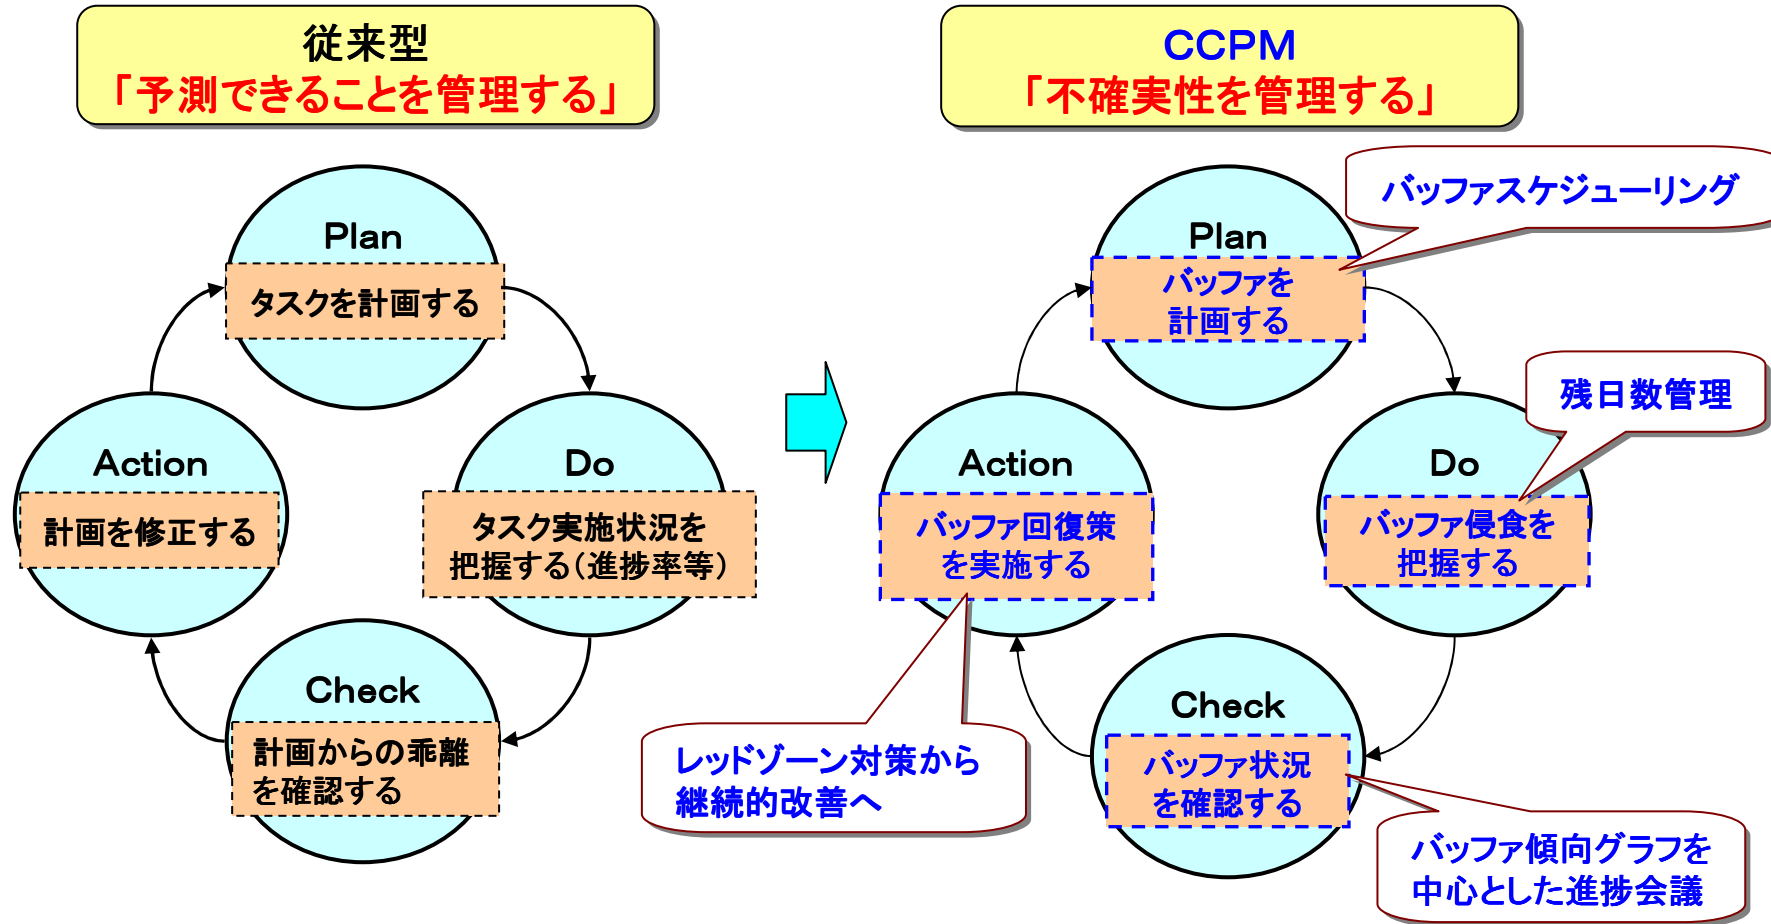 従来型
「予測できることを管理する」
Plan
タスクを計画する
Do
タスク実施状況を
把握する(進捗率等)
Check
計画からの乖離
を確認する
Action
計画を修正する
CCPM
「不確実性を管理する」
Plan
バッファを
計画する
バッファスケジューリング
Do
バッファ侵食を
把握する
残日数管理
Check
バッファ状況
を確認する
バッファ傾向グラフを
中心とした進捗会議
Action
バッファ回復策
を実施する
レッドゾーン対策から
継続的改善へ